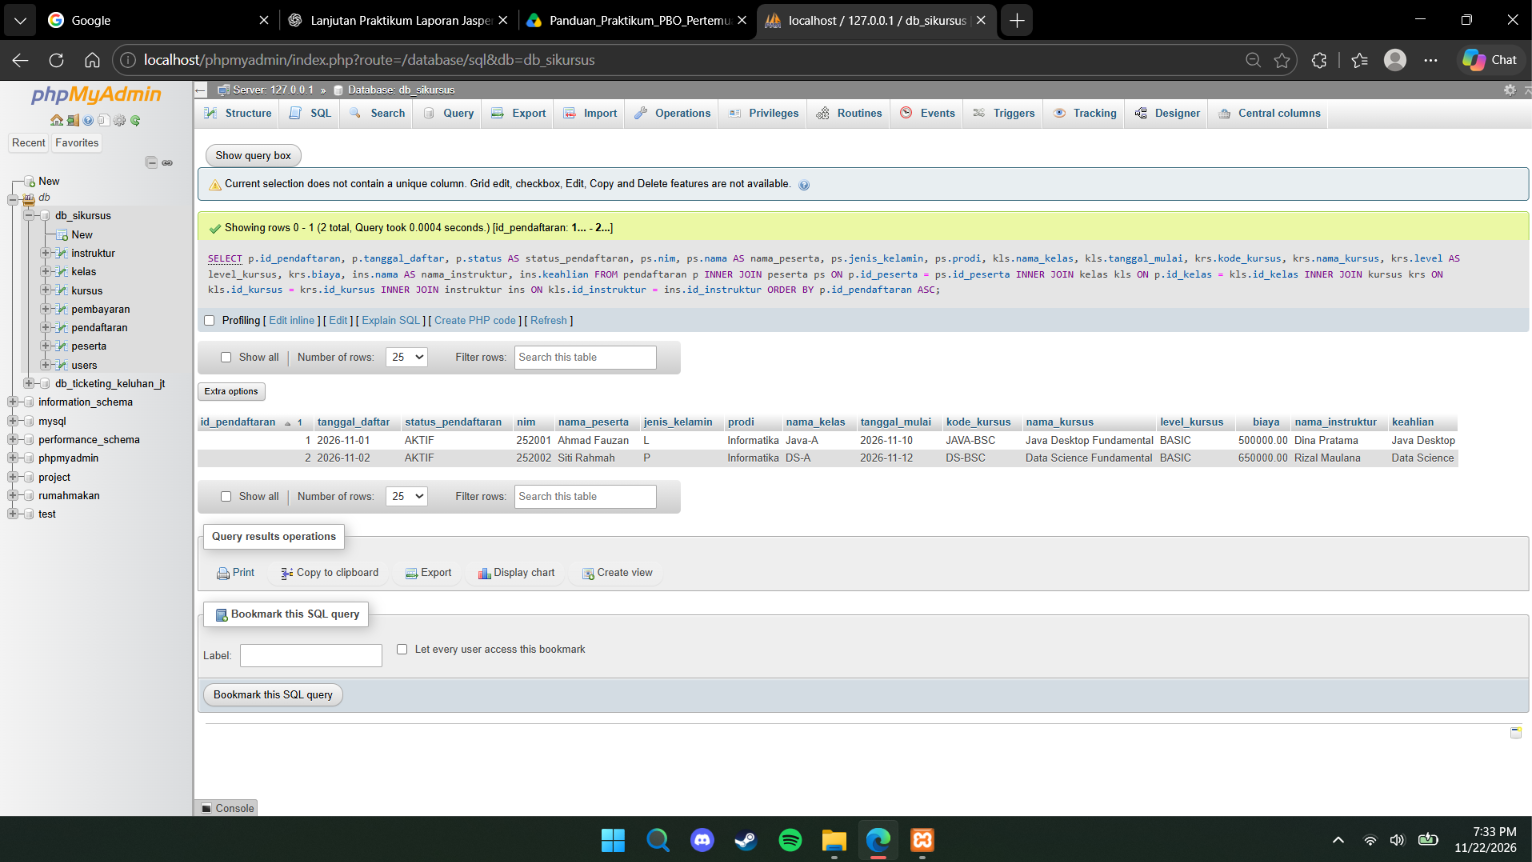 Google
Lanjutan Praktikum Laporan Jaspe
Panduan_Praktikum_PBO_Pertemu
localhost / 127.0.0.1 / db_sikursus
localhost/phpmyadmin/index.php?route=/database/sql&db=db_sikursus
Chat
phpMyAdmin
Recent
Favorites
New
db
db_sikursus
New
instruktur
kelas
kursus
pembayaran
pendaftaran
peserta
users
db_ticketing_keluhan_jt
information_schema
mysql
performance_schema
phpmyadmin
project
rumahmakan
test
Server: 127.0.0.1 » Database: db_sikursus
Structure SQL Search Query Export Import Operations Privileges Routines Events Triggers Tracking Designer Central columns
Show query box
Current selection does not contain a unique column. Grid edit, checkbox, Edit, Copy and Delete features are not available.
Showing rows 0 - 1 (2 total, Query took 0.0004 seconds.) [id_pendaftaran: 1... - 2...]
SELECT p.id_pendaftaran, p.tanggal_daftar, p.status AS status_pendaftaran, ps.nim, ps.nama AS nama_peserta, ps.jenis_kelamin, ps.prodi, kls.nama_kelas, kls.tanggal_mulai, krs.kode_kursus, krs.nama_kursus, krs.level AS
level_kursus, krs.biaya, ins.nama AS nama_instruktur, ins.keahlian FROM pendaftaran p INNER JOIN peserta ps ON p.id_peserta = ps.id_peserta INNER JOIN kelas kls ON p.id_kelas = kls.id_kelas INNER JOIN kursus krs ON
kls.id_kursus = krs.id_kursus INNER JOIN instruktur ins ON kls.id_instruktur = ins.id_instruktur ORDER BY p.id_pendaftaran ASC;
Profiling [ Edit inline ] [ Edit ] [ Explain SQL ] [ Create PHP code ] [ Refresh ]
Show all Number of rows: 25 Filter rows: Search this table
Extra options
id_pendaftaran 1 tanggal_daftar status_pendaftaran nim nama_peserta jenis_kelamin prodi nama_kelas tanggal_mulai kode_kursus nama_kursus level_kursus biaya nama_instruktur keahlian
1 2026-11-01 AKTIF 252001 Ahmad Fauzan L Informatika Java-A 2026-11-10 JAVA-BSC Java Desktop Fundamental BASIC 500000.00 Dina Pratama Java Desktop
2 2026-11-02 AKTIF 252002 Siti Rahmah P Informatika DS-A 2026-11-12 DS-BSC Data Science Fundamental BASIC 650000.00 Rizal Maulana Data Science
Show all Number of rows: 25 Filter rows: Search this table
Query results operations
Print Copy to clipboard Export Display chart Create view
Bookmark this SQL query
Label: Let every user access this bookmark
Bookmark this SQL query
Console
7:33 PM
11/22/2026